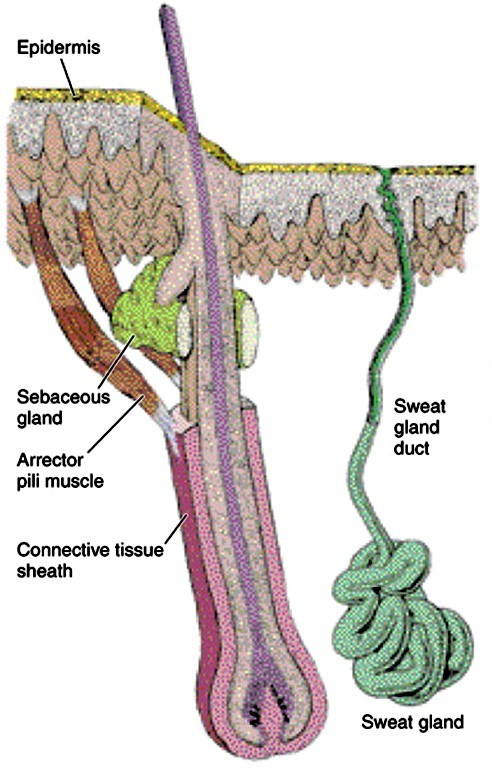 Epidermis
Sebaceous
gland
Arrector
pili muscle
Connective tissue
sheath
Sweat
gland
duct
Sweat gland